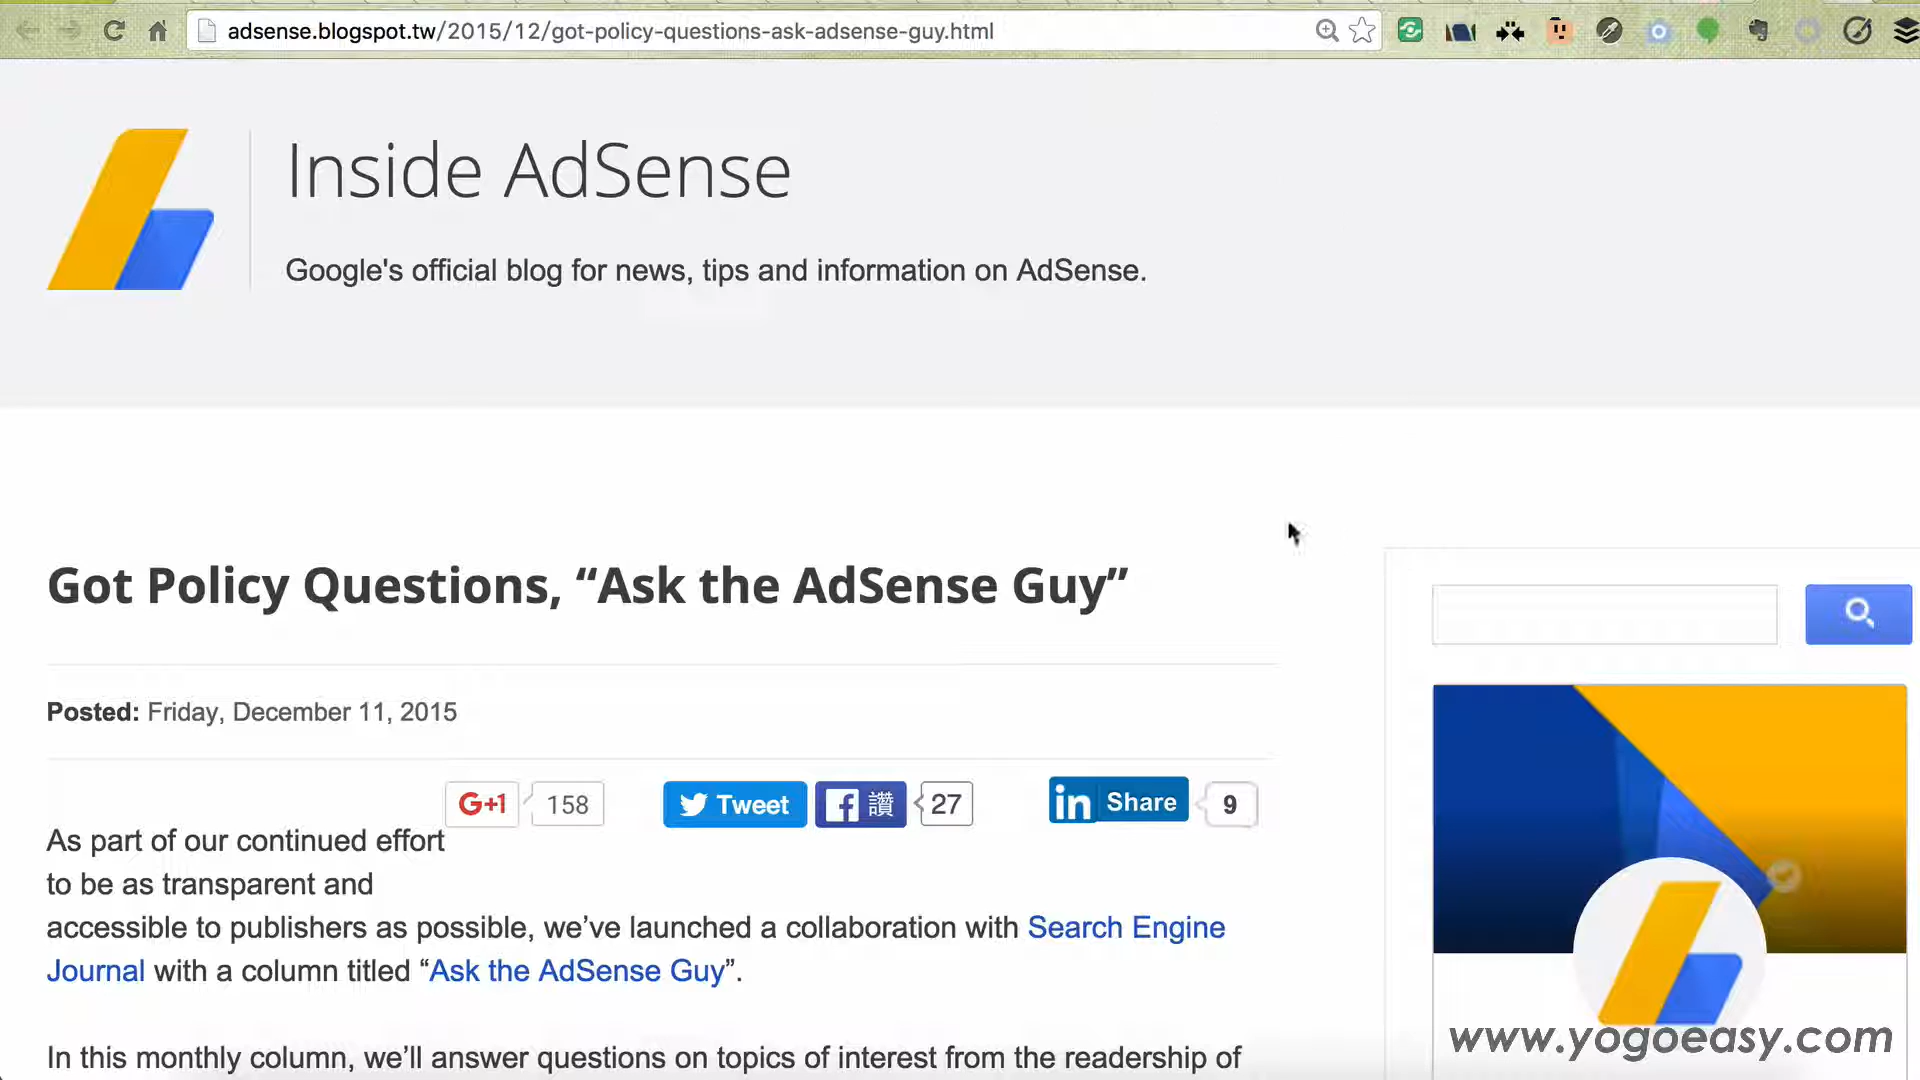 adsense.blogspot.tw/2015/12/got-policy-questions-ask-adsense-guy.html
Inside AdSense
Google's official blog for news, tips and information on AdSense.
Got Policy Questions, “Ask the AdSense Guy”
Posted: Friday, December 11, 2015
G+1 158 Tweet 讚 27 in Share 9
As part of our continued effort
to be as transparent and
accessible to publishers as possible, we’ve launched a collaboration with Search Engine
Journal with a column titled “Ask the AdSense Guy”.
In this monthly column, we’ll answer questions on topics of interest from the readership of
www.yogoeasy.com